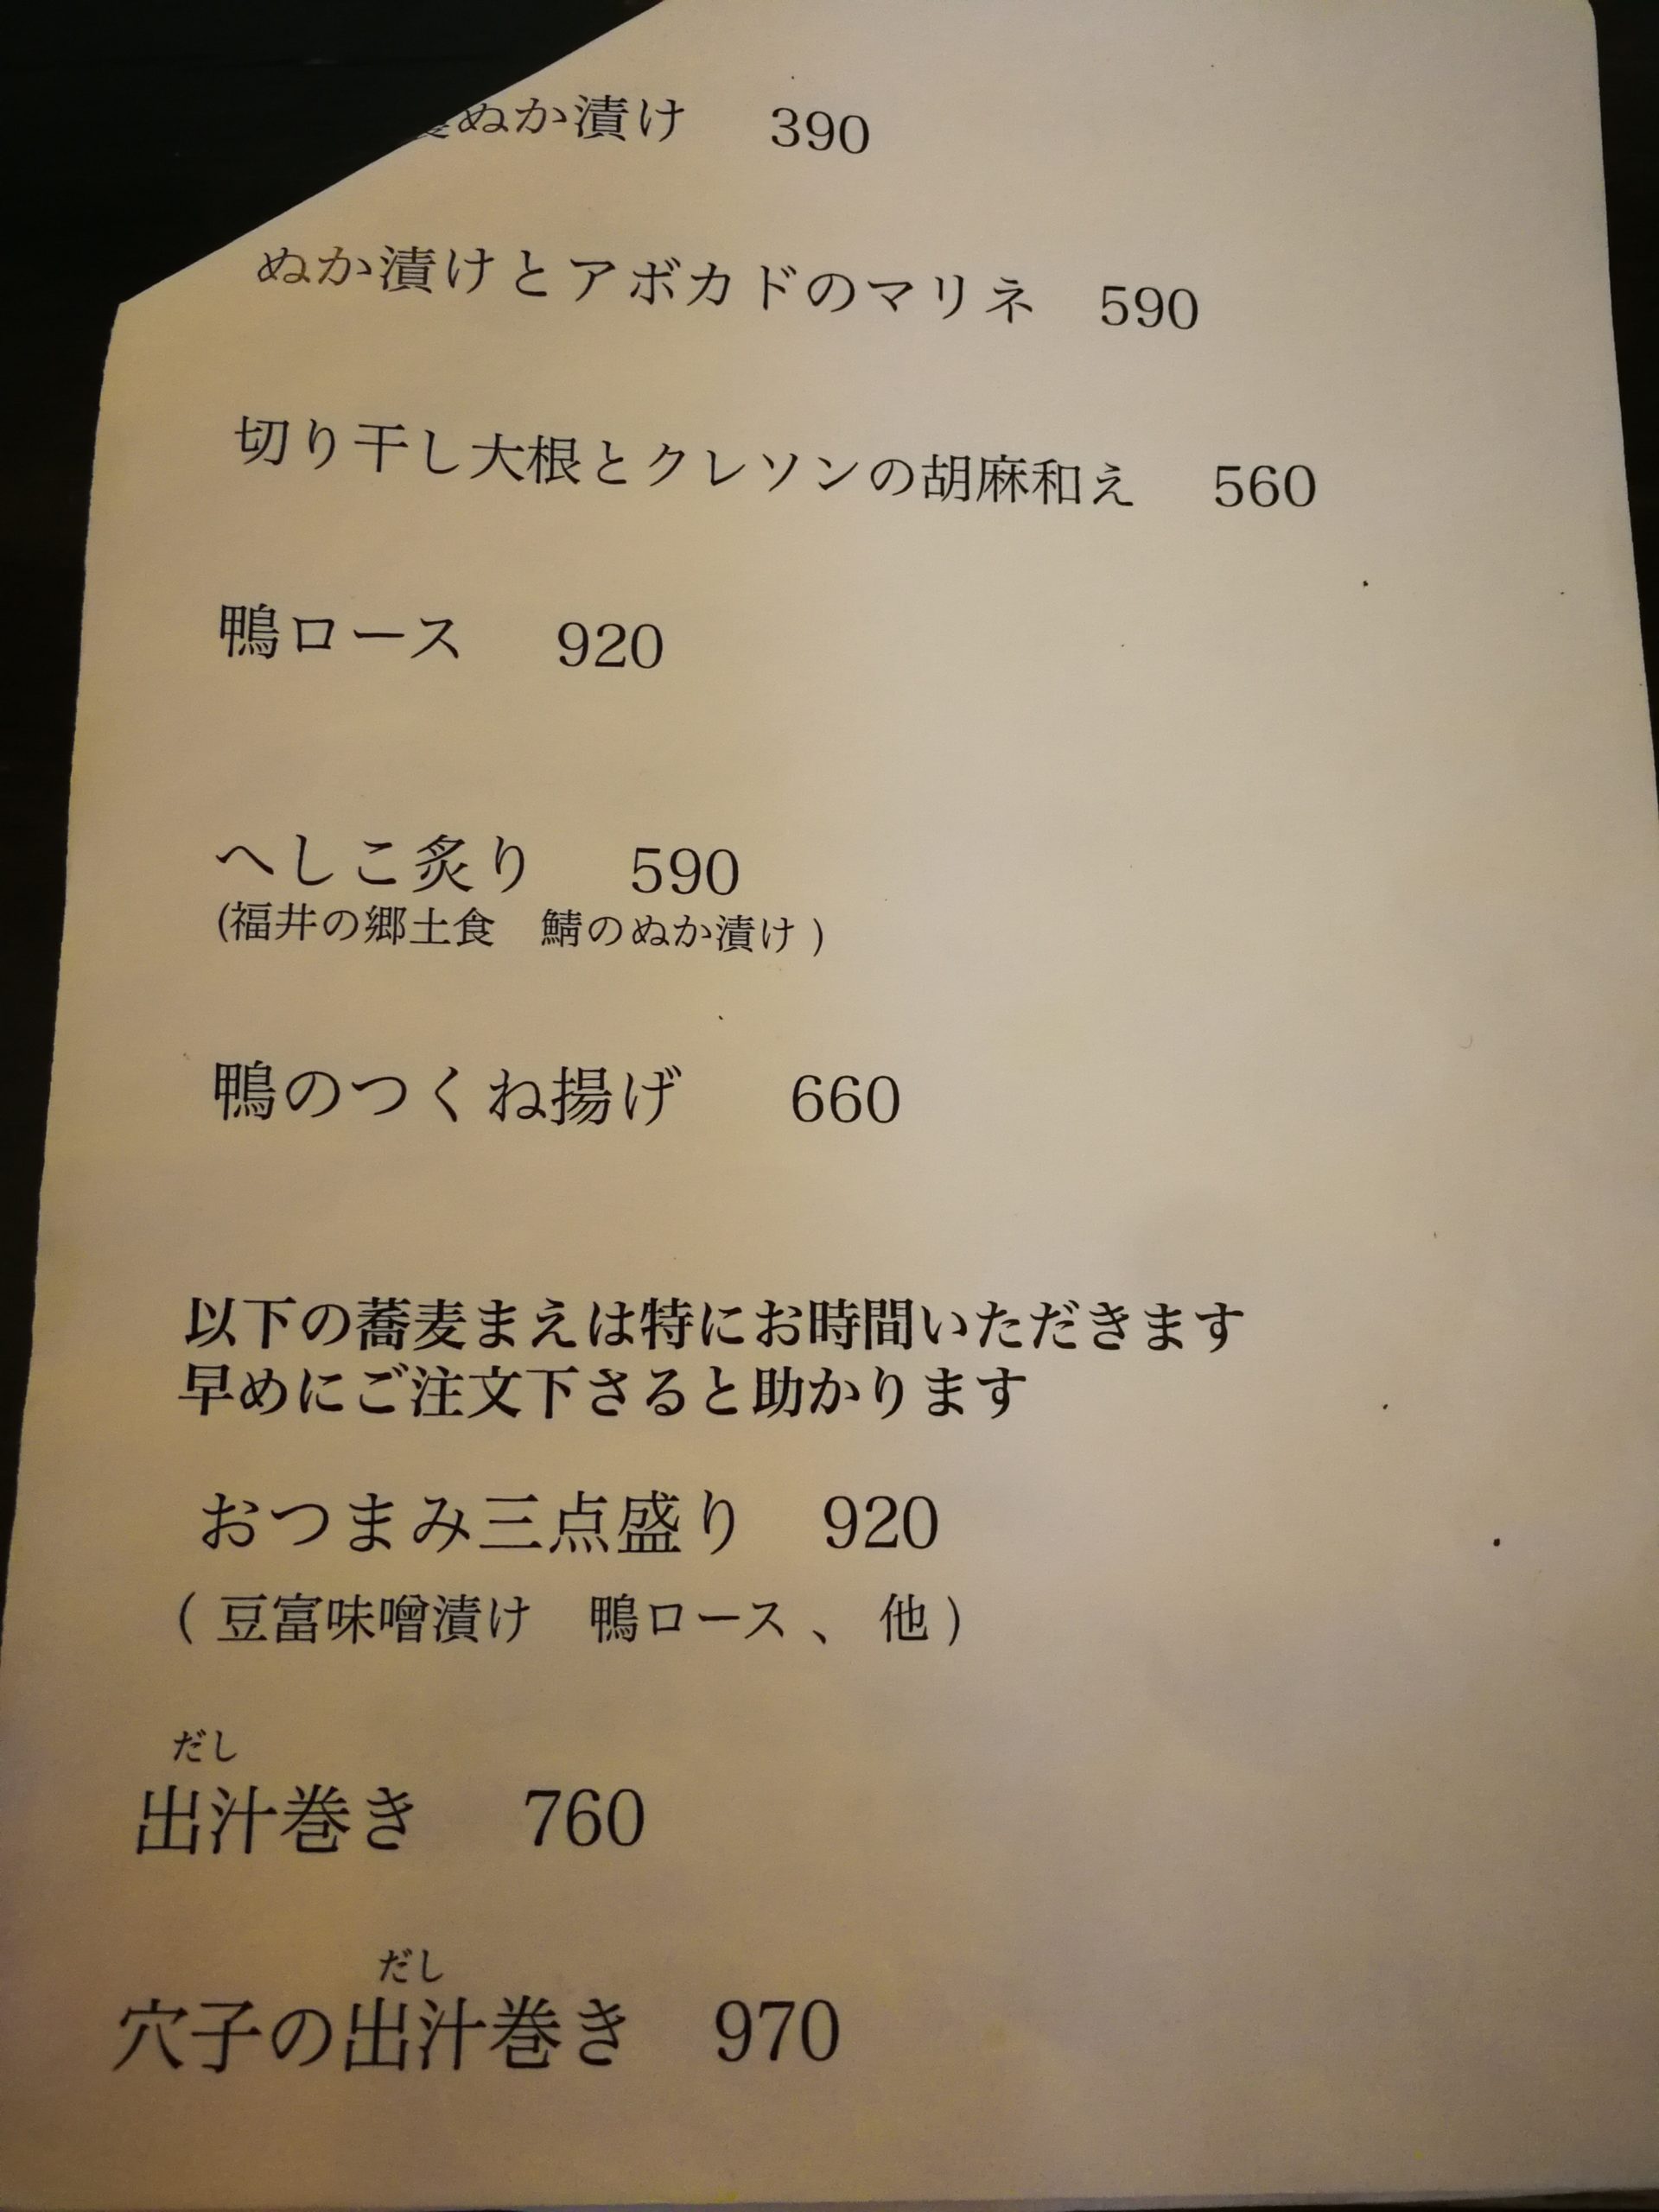 ぬか漬け 390
ぬか漬けとアボカドのマリネ 590
切り干し大根とクレソンの胡麻和え 560
鴨ロース 920
へしこ炙り 590
(福井の郷土食 鯖のぬか漬け)
鴨のつくね揚げ 660
以下の蕎麦まえは特にお時間いただきます
早めにご注文下さると助かります
おつまみ三点盛り 920
(豆富味噌漬け 鴨ロース、他)
だし
出汁巻き 760
だし
穴子の出汁巻き 970